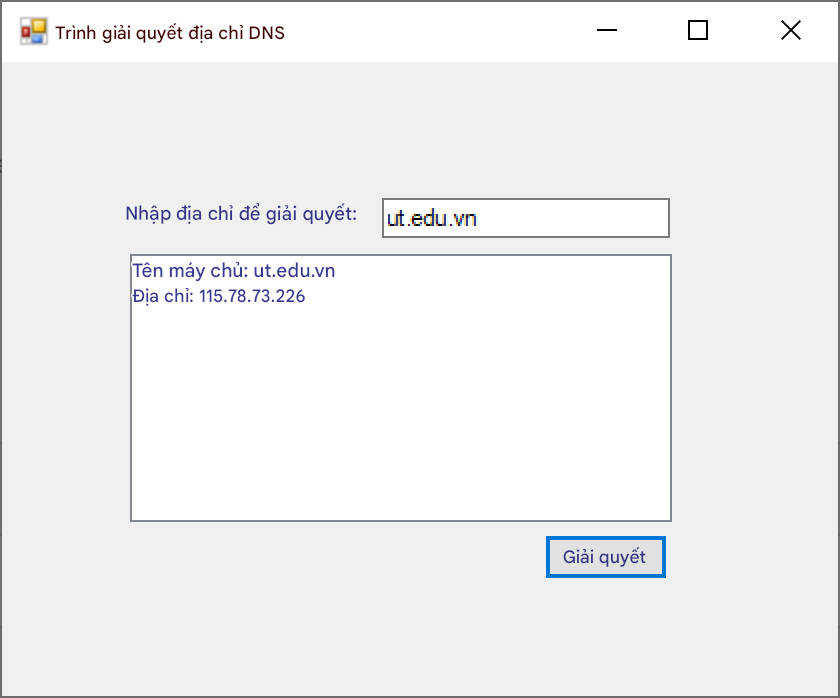 Trình giải quyết địa chỉ DNS
Nhập địa chỉ để giải quyết:
ut.edu.vn
Tên máy chủ: ut.edu.vn
Địa chỉ: 115.78.73.226
Giải quyết